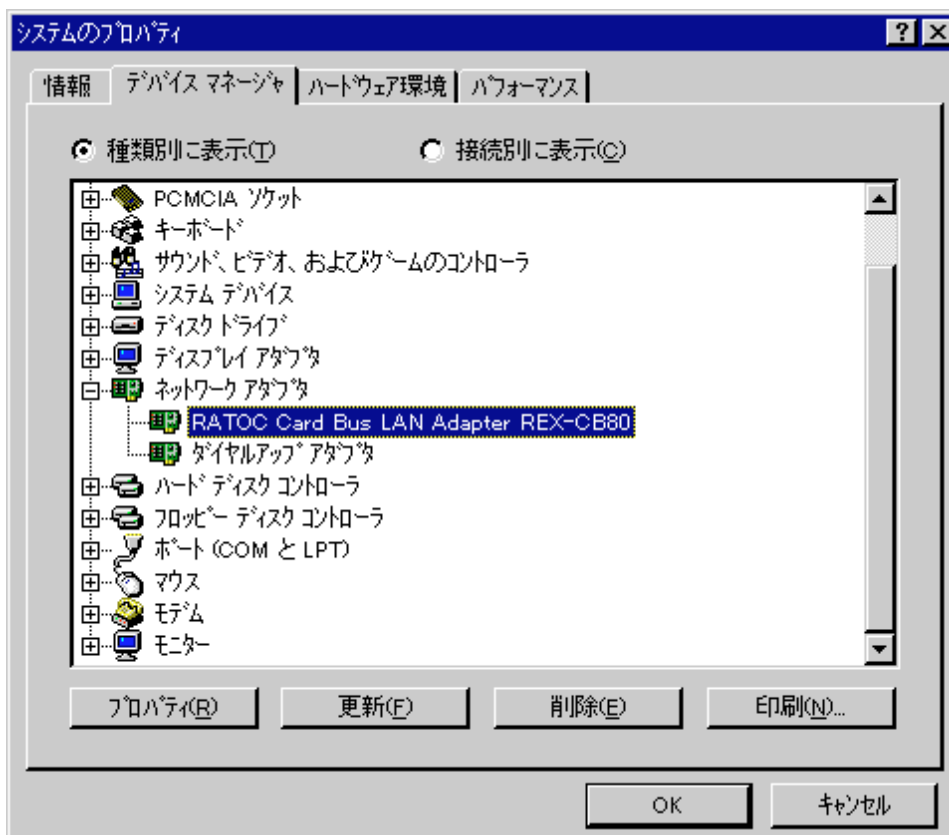 システムのプロパティ
情報 デバイス マネージャ ハードウェア環境 パフォーマンス
種類別に表示(T) 接続別に表示(C)
PCMCIA ソケット
キーボード
サウンド、ビデオ、およびゲームのコントローラ
システム デバイス
ディスク ドライブ
ディスプレイ アダプタ
ネットワーク アダプタ
RATOC Card Bus LAN Adapter REX-CB80
ダイヤルアップ アダプタ
ハード ディスク コントローラ
フロッピー ディスク コントローラ
ポート (COM と LPT)
マウス
モデム
モニター
プロパティ(R) 更新(F) 削除(E) 印刷(N)...
OK キャンセル